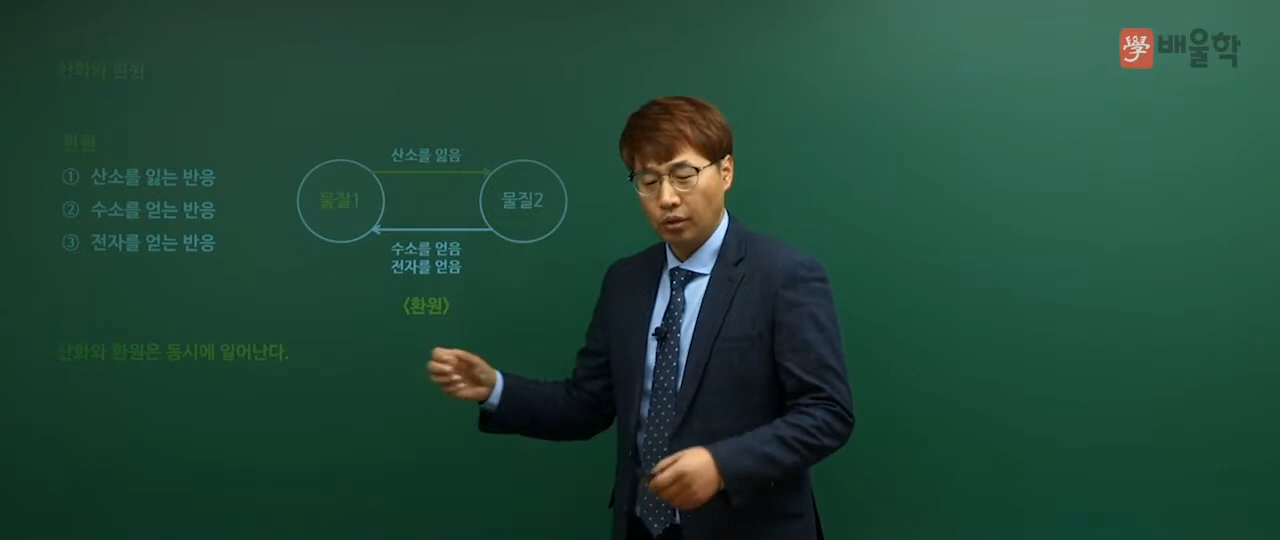 산화와 환원
學 배울학
환원
① 산소를 잃는 반응
② 수소를 얻는 반응
③ 전자를 얻는 반응
산소를 잃음
물질1
물질2
수소를 얻음
전자를 얻음
<환원>
산화와 환원은 동시에 일어난다.